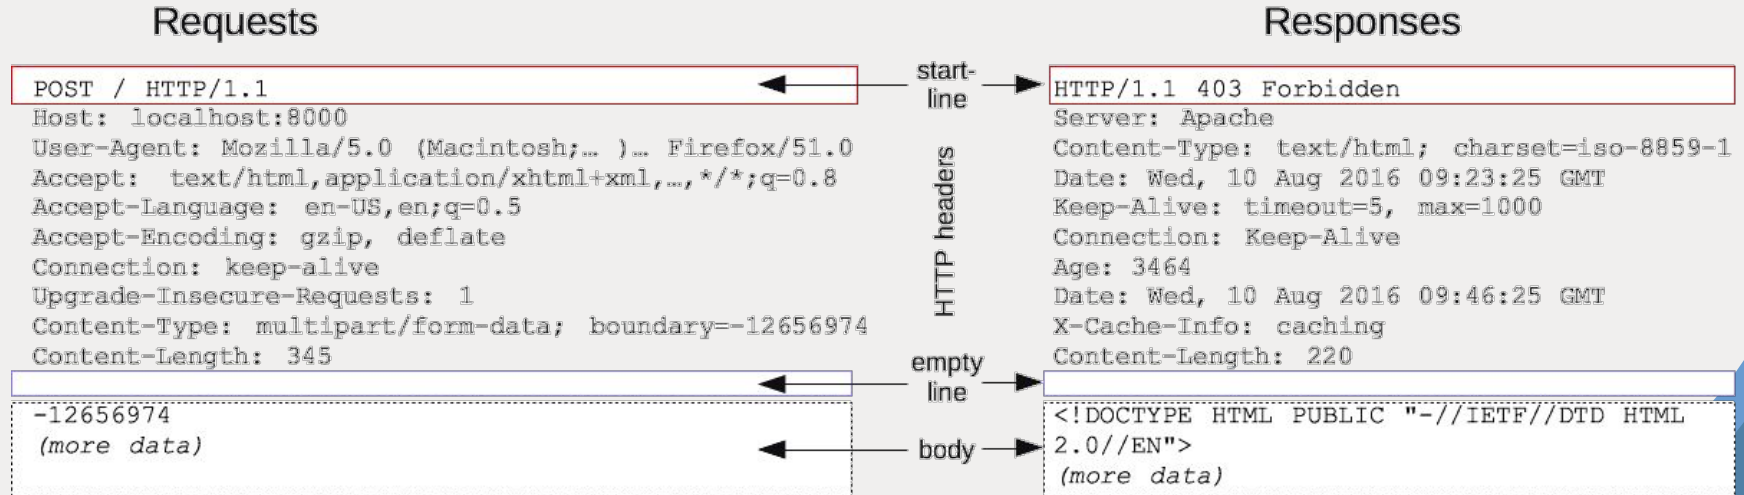 Requests
POST / HTTP/1.1
Host: localhost:8000
User-Agent: Mozilla/5.0 (Macintosh;… )… Firefox/51.0
Accept: text/html,application/xhtml+xml,…,*/*;q=0.8
Accept-Language: en-US,en;q=0.5
Accept-Encoding: gzip, deflate
Connection: keep-alive
Upgrade-Insecure-Requests: 1
Content-Type: multipart/form-data; boundary=-12656974
Content-Length: 345
-12656974
(more data)
start-
line
HTTP headers
empty
line
body
Responses
HTTP/1.1 403 Forbidden
Server: Apache
Content-Type: text/html; charset=iso-8859-1
Date: Wed, 10 Aug 2016 09:23:25 GMT
Keep-Alive: timeout=5, max=1000
Connection: Keep-Alive
Age: 3464
Date: Wed, 10 Aug 2016 09:46:25 GMT
X-Cache-Info: caching
Content-Length: 220
<!DOCTYPE HTML PUBLIC "-//IETF//DTD HTML
2.0//EN">
(more data)